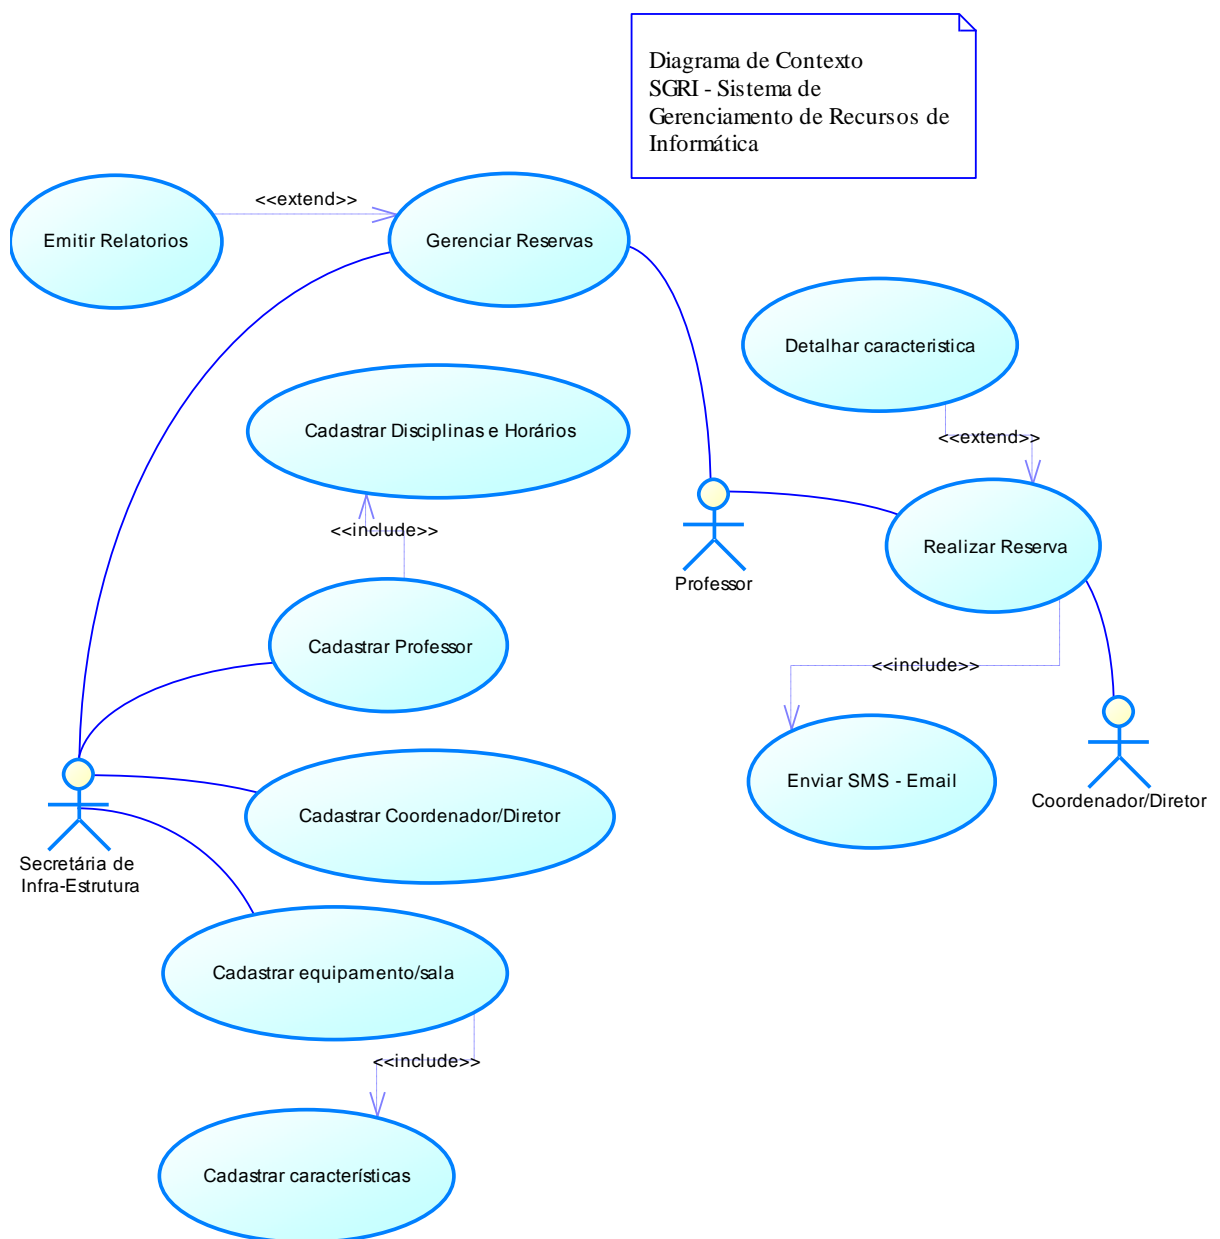 Diagrama de Contexto
SGRI - Sistema de
Gerenciamento de Recursos de
Informática
<<extend>>
Emitir Relatorios
Gerenciar Reservas
Detalhar caracteristica
Cadastrar Disciplinas e Horários
<<extend>>
<<include>>
Realizar Reserva
Professor
Cadastrar Professor
<<include>>
Enviar SMS - Email
Coordenador/Diretor
Cadastrar Coordenador/Diretor
Secretária de
Infra-Estrutura
Cadastrar equipamento/sala
<<include>>
Cadastrar características